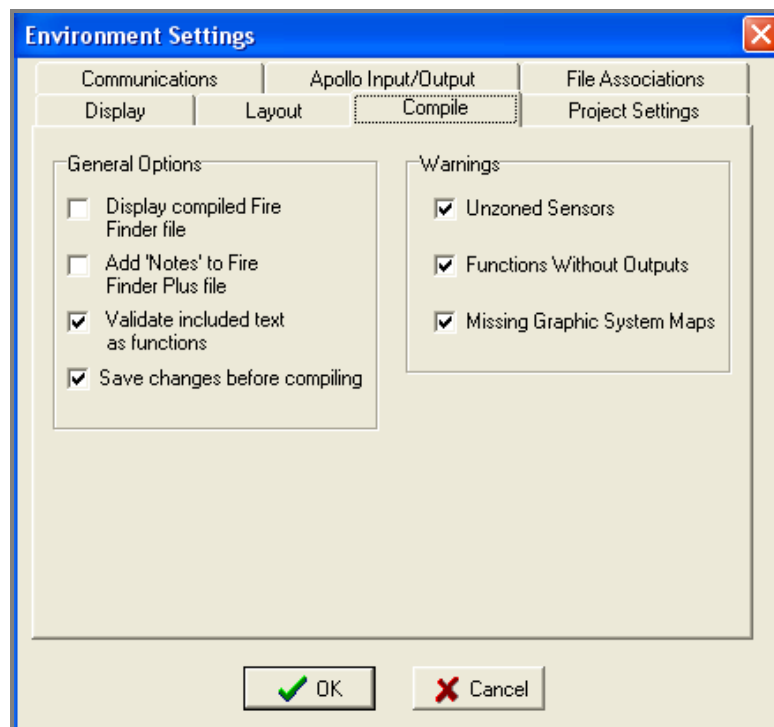 Environment Settings
Communications
Apollo Input/Output
File Associations
Display
Layout
Compile
Project Settings
General Options
Display compiled Fire
Finder file
Add 'Notes' to Fire
Finder Plus file
Validate included text
as functions
Save changes before compiling
Warnings
Unzoned Sensors
Functions Without Outputs
Missing Graphic System Maps
OK
Cancel